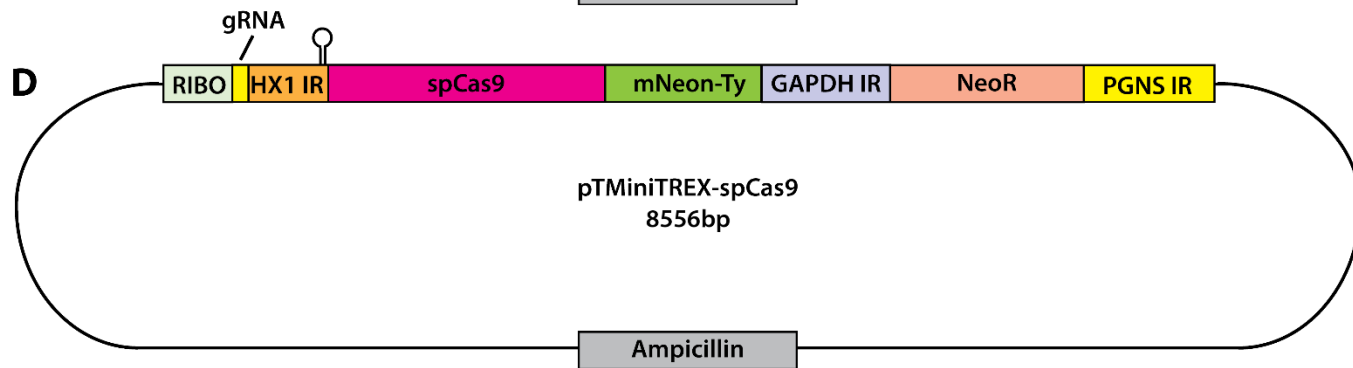 gRNA
D
RIBO HX1 IR spCas9 mNeon-Ty GAPDH IR NeoR PGNS IR
pTMiniTREX-spCas9
8556bp
Ampicillin